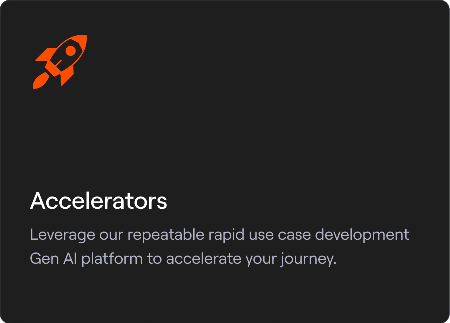 Accelerators
Leverage our repeatable rapid use case development
Gen AI platform to accelerate your journey.